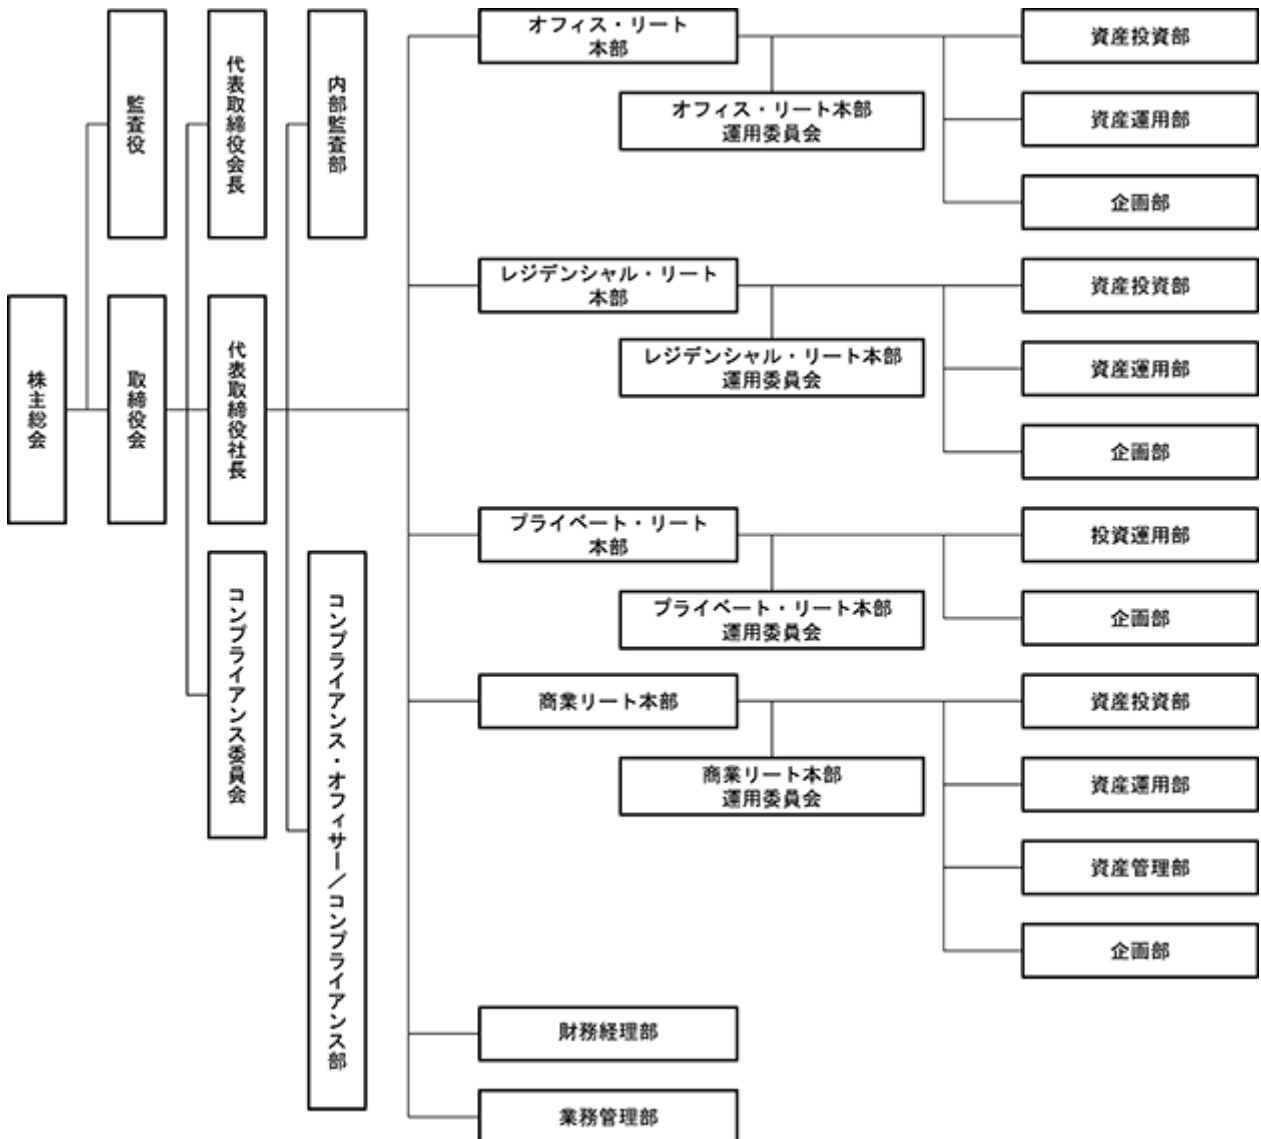 株主総会
監査役
取締役会
代表取締役会長
代表取締役社長
コンプライアンス委員会
内部監査部
コンプライアンス・オフィサー／コンプライアンス部
オフィス・リート
本部
オフィス・リート本部
運用委員会
資産投資部
資産運用部
企画部
レジデンシャル・リート
本部
レジデンシャル・リート本部
運用委員会
資産投資部
資産運用部
企画部
プライベート・リート
本部
プライベート・リート本部
運用委員会
投資運用部
企画部
商業リート本部
商業リート本部
運用委員会
資産投資部
資産運用部
資産管理部
企画部
財務経理部
業務管理部